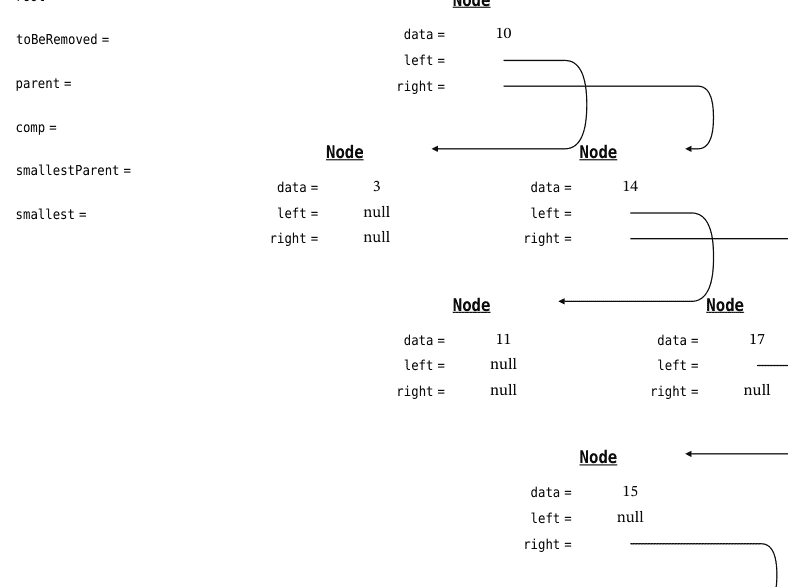 Node
toBeRemoved =
data = 10
left =
parent =
right =
comp =
Node
Node
smallestParent =
data = 3
data = 14
smallest =
left = null
left =
right = null
right =
Node
Node
data = 11
data = 17
left = null
left =
right = null
right = null
Node
data = 15
left = null
right =